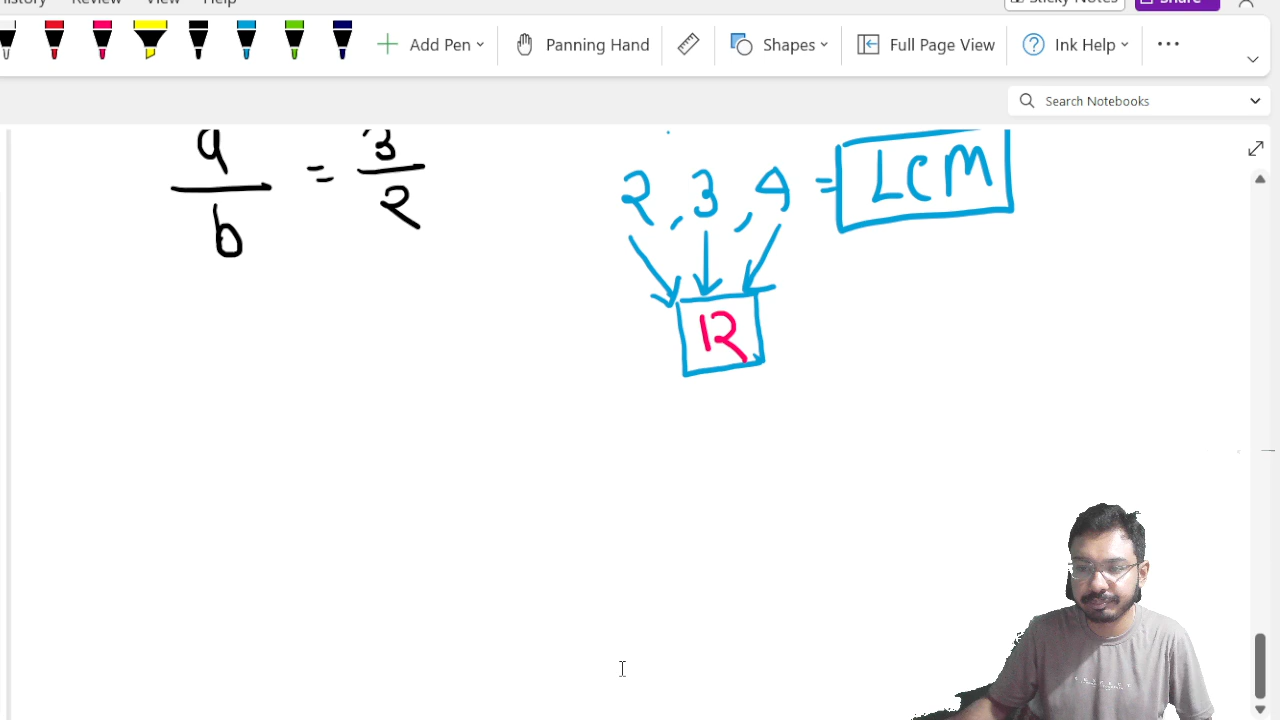 History Review View Help Sticky Notes Share
Add Pen Panning Hand Shapes Full Page View Ink Help
Search Notebooks
a/b = 3/2
2, 3, 4 = LCM
12